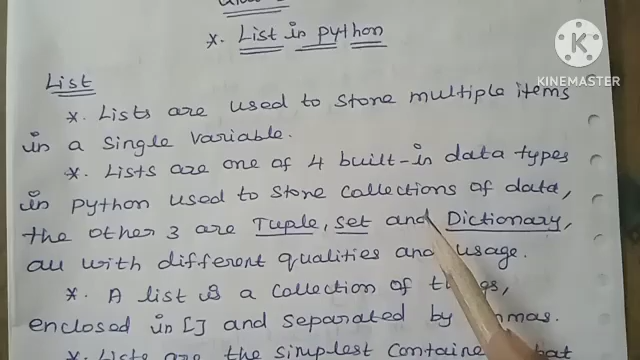 * List in python
KINEMASTER
List
* Lists are used to store multiple items
in a single variable.
* Lists are one of 4 built-in data types
in python used to store collections of data,
the other 3 are Tuple, set and Dictionary,
all with different qualities and usage.
* A list is a collection of
enclosed in [] and separated by
* Lists are the simplest